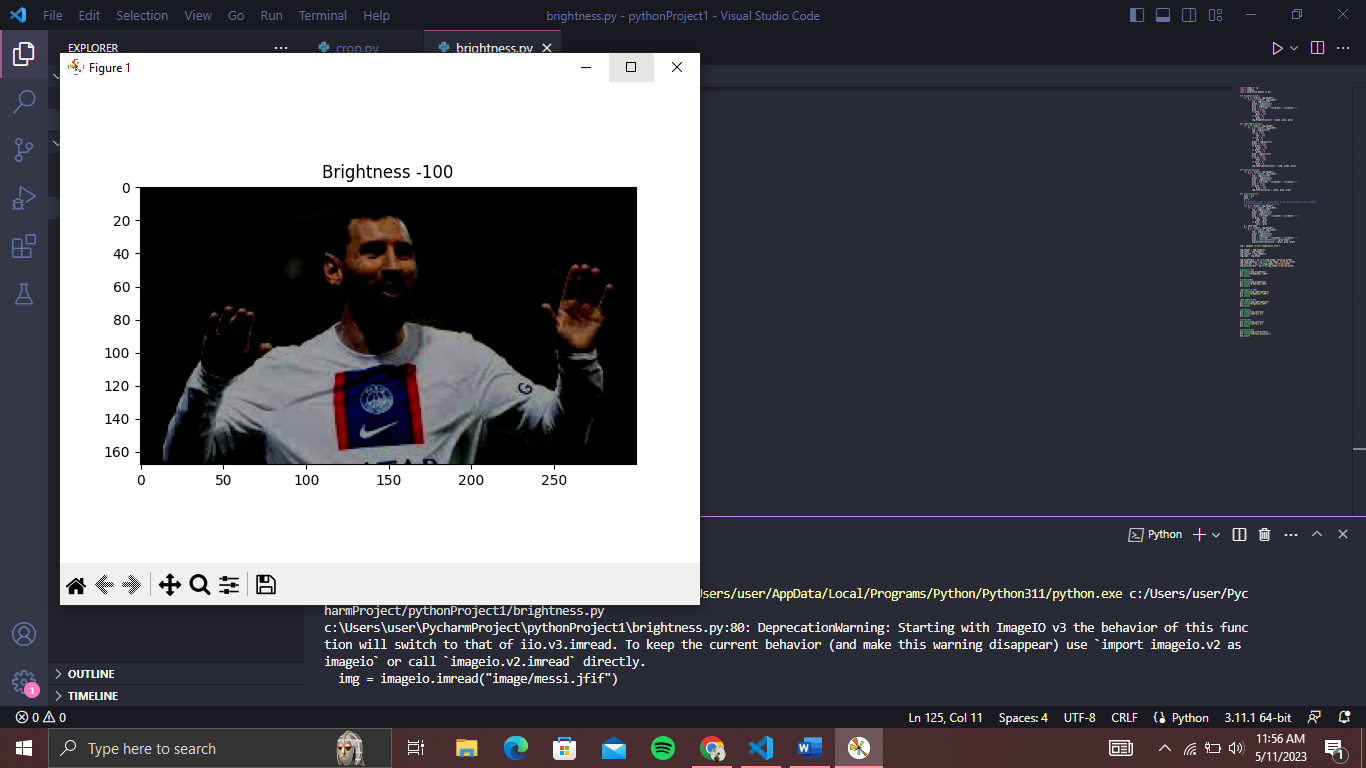 File Edit Selection View Go Run Terminal Help
brightness.py - pythonProject1 - Visual Studio Code
EXPLORER
crop.py
brightness.py
Figure 1
Brightness -100
0
20
40
60
80
100
120
140
160
0 50 100 150 200 250
G
Python
sers/user/AppData/Local/Programs/Python/Python311/python.exe c:/Users/user/Pyc
harmProject/pythonProject1/brightness.py
c:\Users\user\PycharmProject\pythonProject1\brightness.py:80: DeprecationWarning: Starting with ImageIO v3 the behavior of this func
tion will switch to that of iio.v3.imread. To keep the current behavior (and make this warning disappear) use `import imageio.v2 as
imageio` or call `imageio.v2.imread` directly.
img = imageio.imread("image/messi.jfif")
OUTLINE
TIMELINE
1
0 0
Ln 125, Col 11 Spaces: 4 UTF-8 CRLF Python 3.11.1 64-bit
Type here to search
11:56 AM
5/11/2023
1